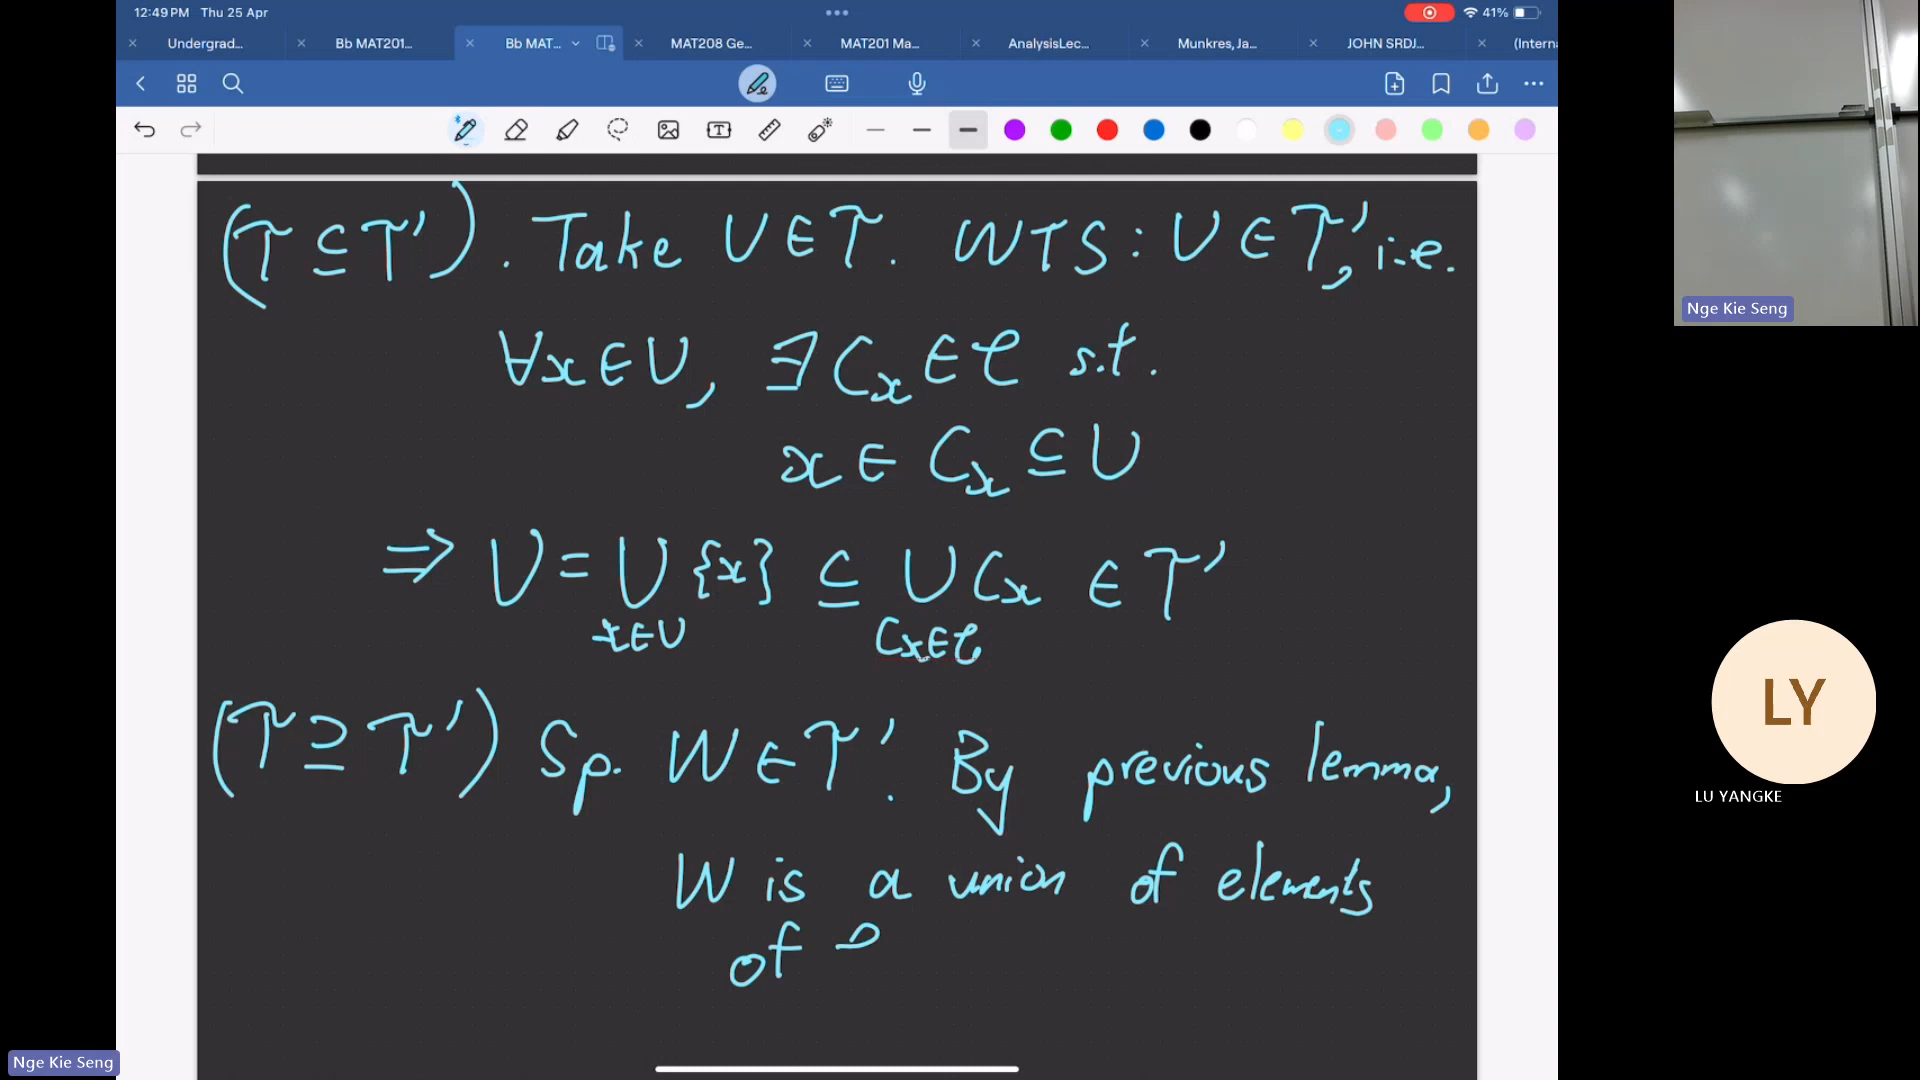 12:49 PM Thu 25 Apr
41%
Undergrad...
Bb MAT201...
Bb MAT...
MAT208 Ge...
MAT201 Ma...
AnalysisLec...
Munkres, Ja...
JOHN SRDJ...
(Interna
(𝒯 ⊆ 𝒯'). Take U ∈ 𝒯. WTS: U ∈ 𝒯', i.e.
∀x ∈ U, ∃ Cₓ ∈ 𝒞 s.t.
x ∈ Cₓ ⊆ U
⇒ U = ∪ {x} ⊆ ∪ Cₓ ∈ 𝒯'
x∈U Cₓ∈𝒞
(𝒯 ⊇ 𝒯') Sp. W ∈ 𝒯'. By previous lemma,
W is a union of elements
of
Nge Kie Seng
LY
LU YANGKE
Nge Kie Seng